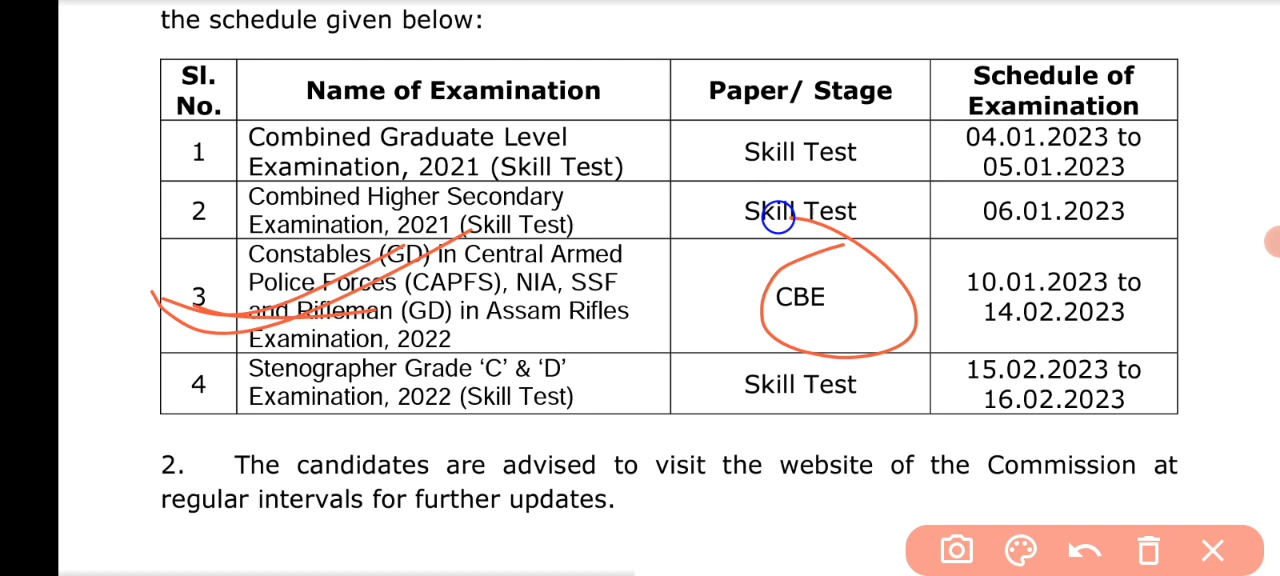 the schedule given below:
Sl.
No.
Name of Examination
Paper/ Stage
Schedule of
Examination
1
Combined Graduate Level
Examination, 2021 (Skill Test)
Skill Test
04.01.2023 to
05.01.2023
2
Combined Higher Secondary
Examination, 2021 (Skill Test)
Skill Test
06.01.2023
3
Constables (GD) in Central Armed
Police Forces (CAPFS), NIA, SSF
and Rifleman (GD) in Assam Rifles
Examination, 2022
CBE
10.01.2023 to
14.02.2023
4
Stenographer Grade ‘C’ & ‘D’
Examination, 2022 (Skill Test)
Skill Test
15.02.2023 to
16.02.2023
2. The candidates are advised to visit the website of the Commission at
regular intervals for further updates.